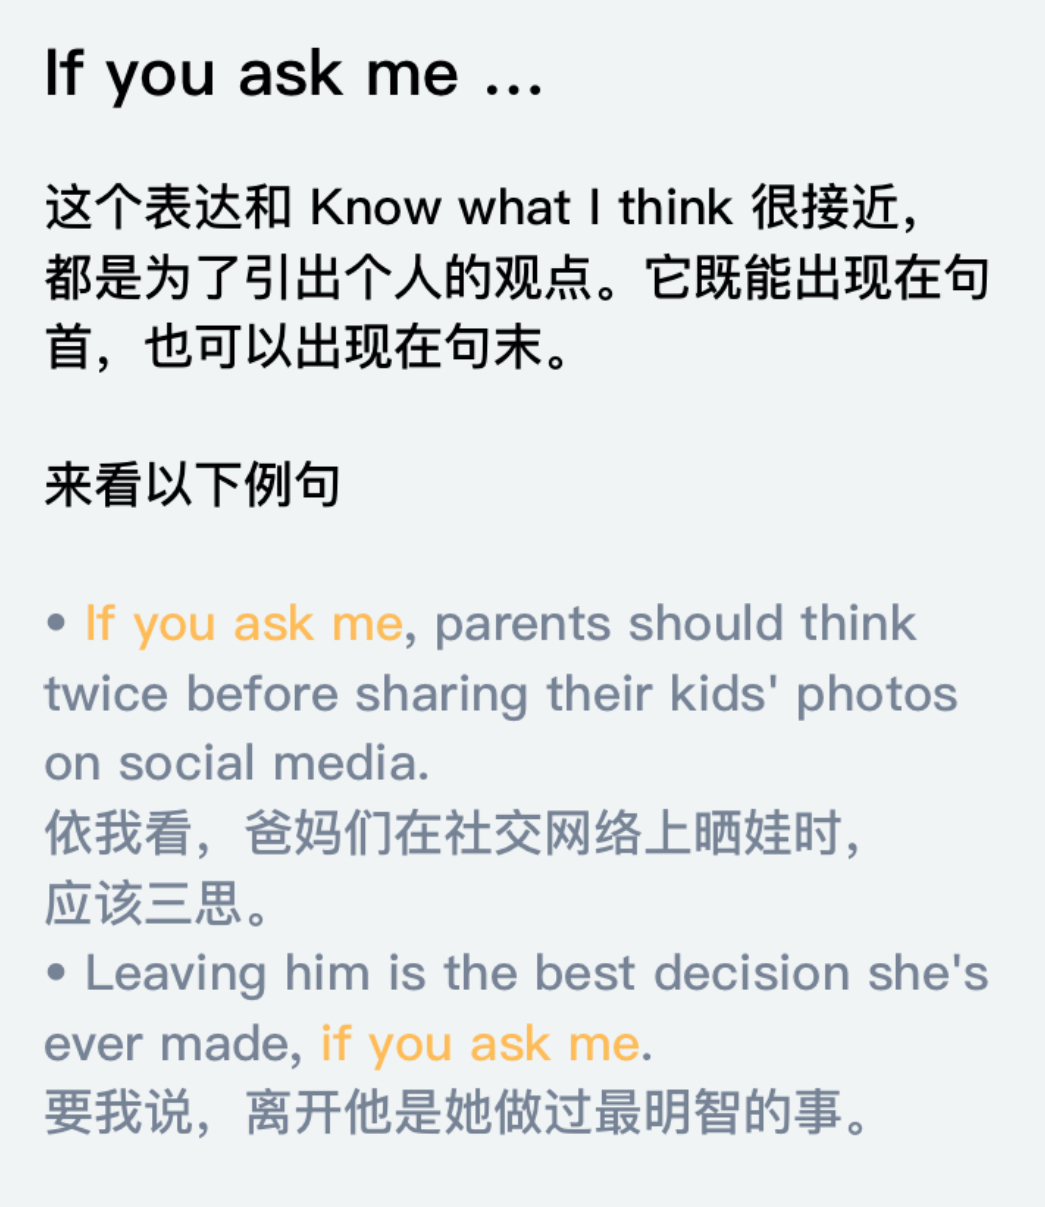 If you ask me …
这个表达和 Know what I think 很接近，
都是为了引出个人的观点。它既能出现在句
首，也可以出现在句末。
来看以下例句
• If you ask me, parents should think
twice before sharing their kids' photos
on social media.
依我看，爸妈们在社交网络上晒娃时，
应该三思。
• Leaving him is the best decision she's
ever made, if you ask me.
要我说，离开他是她做过最明智的事。